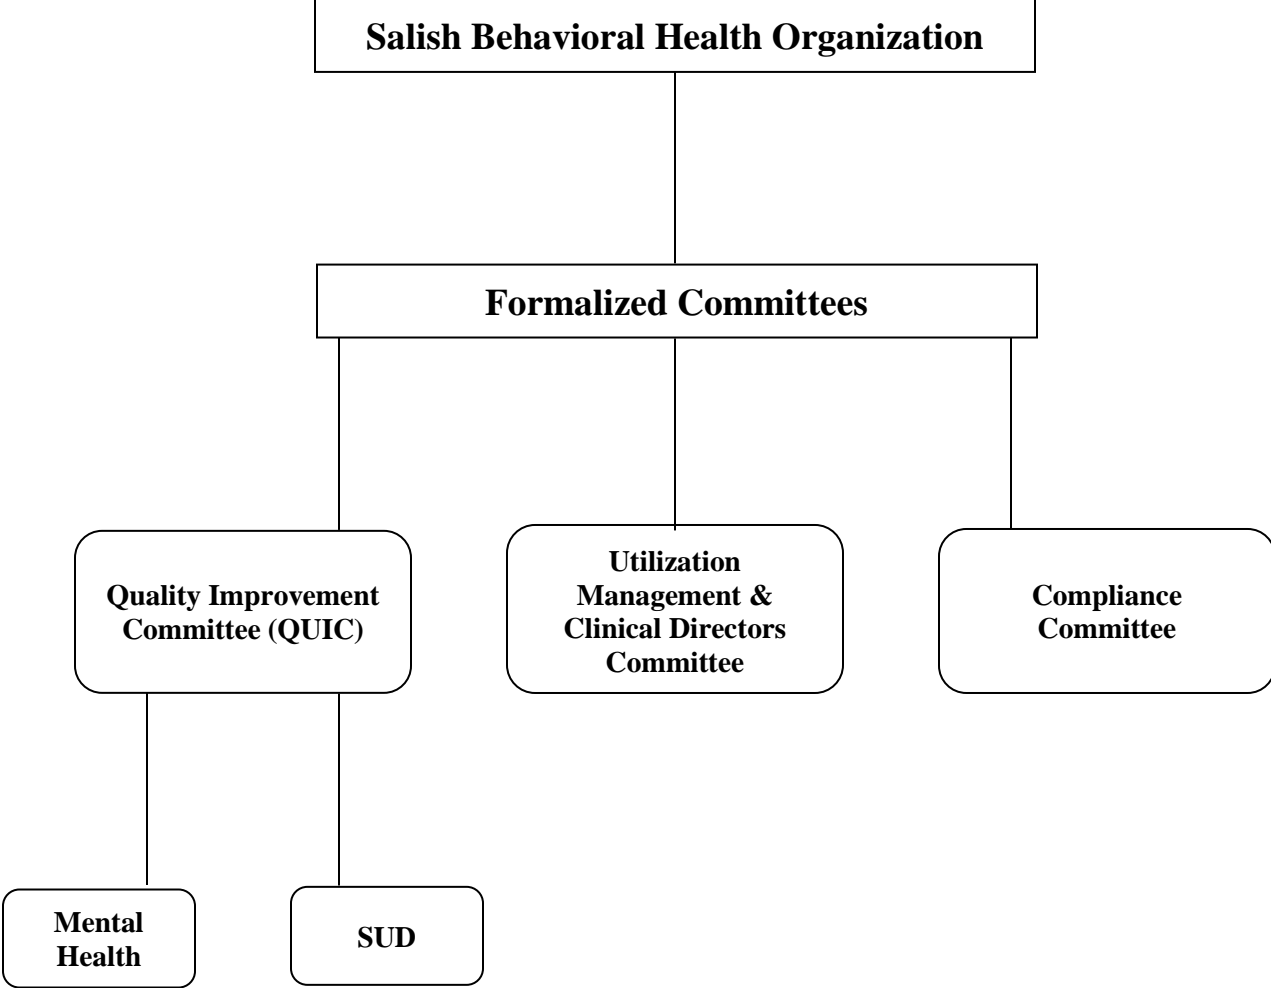 Salish Behavioral Health Organization
Formalized Committees
Quality Improvement
Committee (QUIC)
Utilization
Management &
Clinical Directors
Committee
Compliance
Committee
Mental
Health
SUD